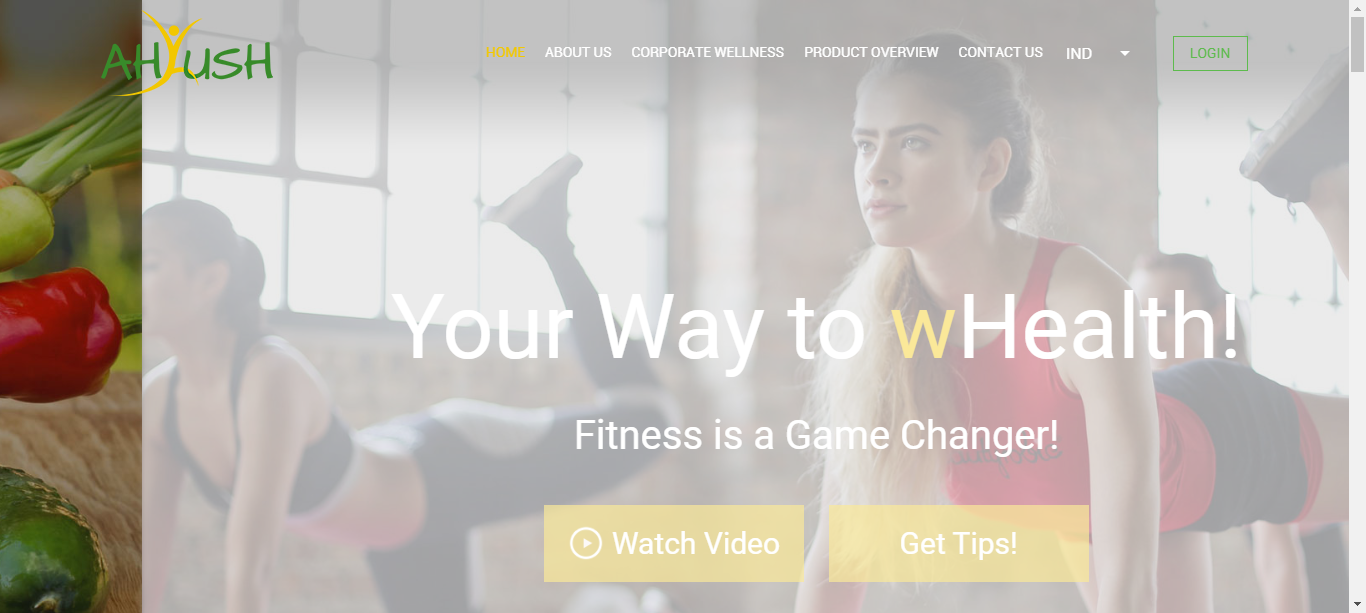 AHYUSH
HOME ABOUT US CORPORATE WELLNESS PRODUCT OVERVIEW CONTACT US IND LOGIN
Your Way to wHealth!
Fitness is a Game Changer!
Watch Video Get Tips!